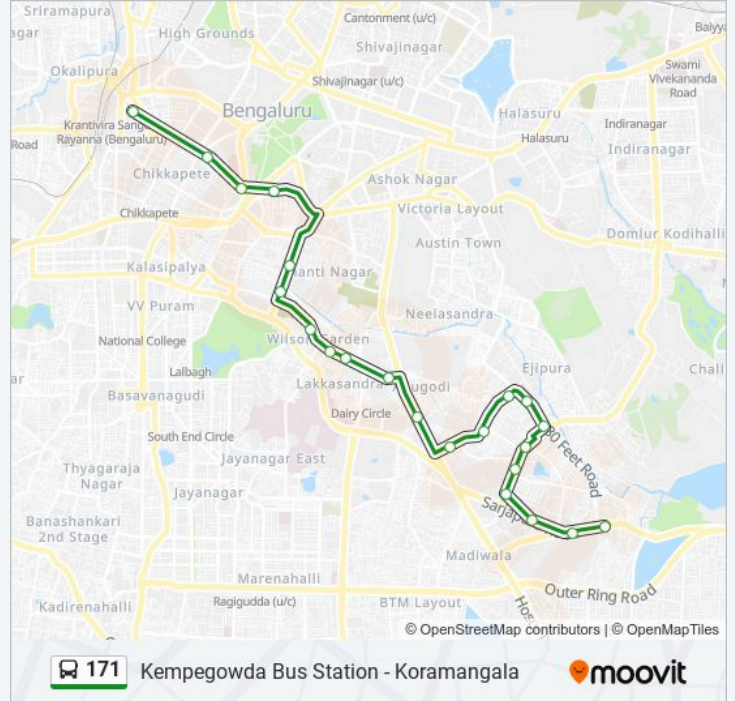 Sriramapura
Cantonment (u/c)
High Grounds
Shivajinagar
Okalipura
Shivajinagar (u/c)
Swami
Vivekananda
Road
Bengaluru
Halasuru
Krantivira Sang
Rayanna (Bengaluru)
Road
Indiranagar
Halasuru
Indiranagar
Chikkapete
Ashok Nagar
Chikkapete
Victoria Layout
Domlur Kodihalli
Austin Town
Kalasipalya
hanti Nagar
VV Puram
Neelasandra
National College
Wilson Garden
Lalbagh
Ejipura
Chall
Lakkasandra
ugodi
Basavanagudi
Dairy Circle
South End Circle
80 Feet Road
Jayanagar East
Thyagaraja
Nagar
Jayanagar
Sarjapu
Banashankari
2nd Stage
Madiwala
Marenahalli
Outer Ring Road
Kadirenahalli
Ragigudda (u/c)
BTM Layout
Hos
© OpenStreetMap contributors | © OpenMapTiles
171 Kempegowda Bus Station - Koramangala
moovit